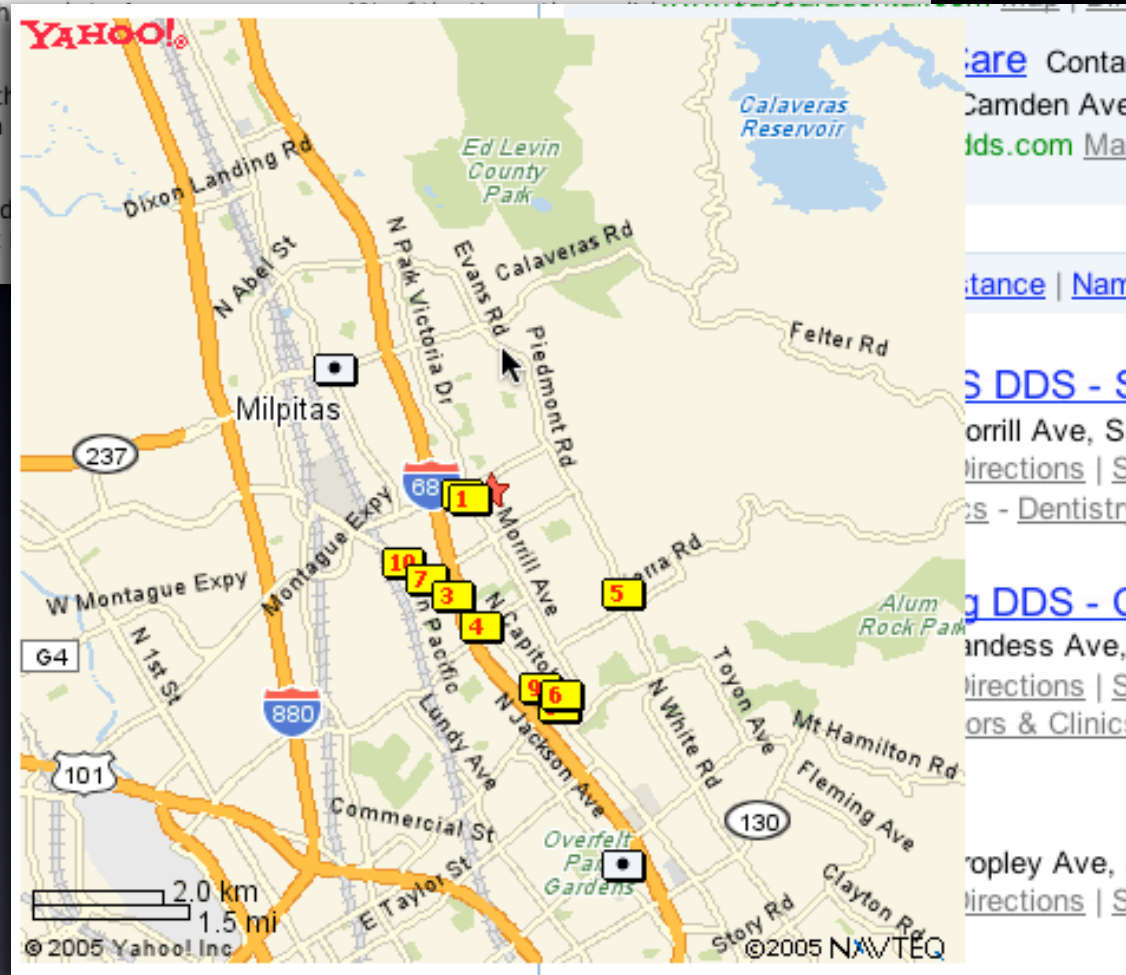 YAHOO!®
Calaveras
Reservoir
Ed Levin
County
Park
Dixon Landing Rd
N Abel St
N Park Victoria Dr
Evans Rd
Calaveras Rd
Piedmont Rd
Felter Rd
Milpitas
237
68
1
Montague Expy
Morrill Ave
10
7
3
4
5
erra Rd
W Montague Expy
N Capitol
n Pacific
Alum
Rock Park
G4
N 1st St
880
9
6
Toyon Ave
N White Rd
Lundy Ave
N Jackson Ave
Mt Hamilton Rd
Fleming Ave
101
130
Commercial St
Overfelt
Gardens
E Taylor St
Clayton Rd
Story Rd
2.0 km
1.5 mi
© 2005 Yahoo! Inc
©2005 NAVTEQ
Care Conta
Camden Ave
dds.com Ma
stance | Nam
S DDS - S
orrill Ave, S
Directions | S
cs - Dentistry
g DDS - C
andess Ave,
Directions | S
ors & Clinics
ropley Ave,
Directions | S